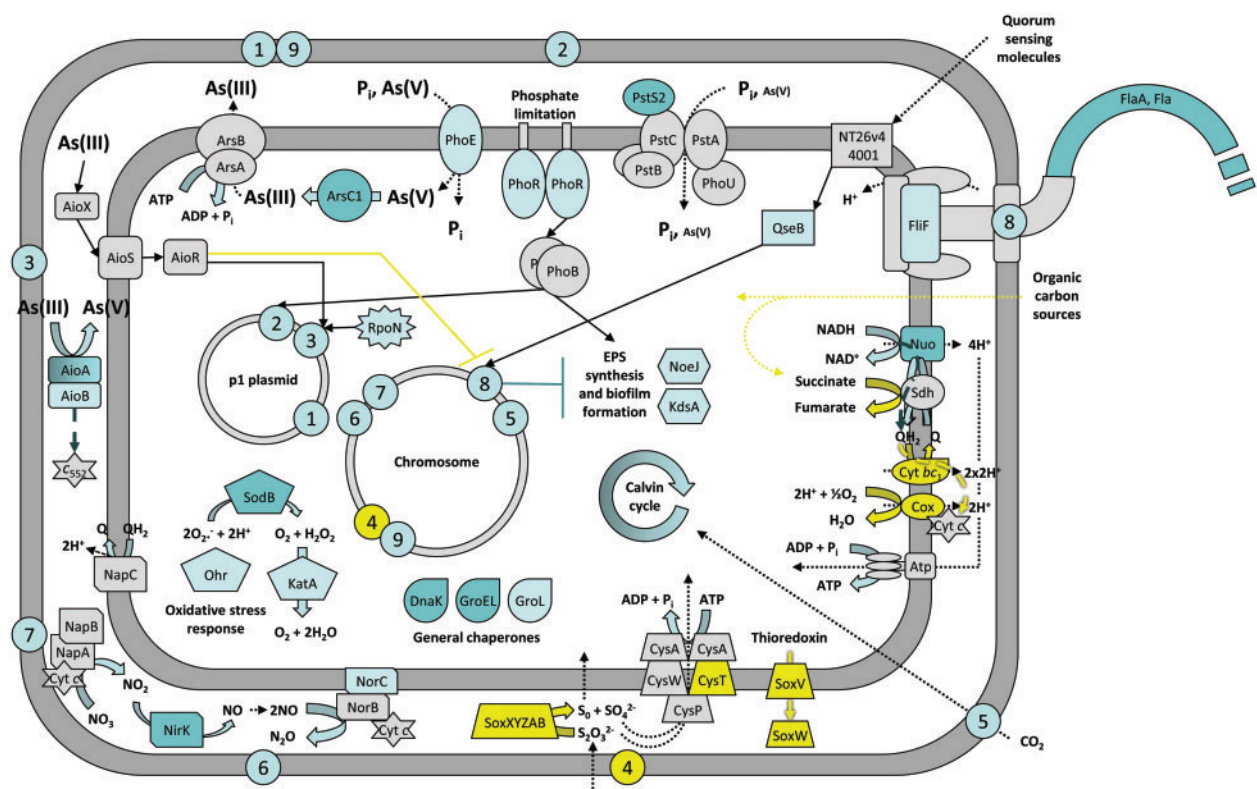 1
9
2
Quorum
sensing
molecules
As(III)
Pi, As(V)
Phosphate
limitation
PstS2
Pi, As(V)
FlaA, Fla
As(III)
ArsB
ArsA
PhoE
PstC
PstA
PstB
PhoU
NT26v4
4001
ATP
ADP + Pi
As(III)
ArsC1
As(V)
PhoR
PhoR
H+
AioX
Pi
Pi, As(V)
QseB
FliF
8
3
AioS
AioR
P
PhoB
Organic
carbon
sources
As(III)
As(V)
2
3
RpoN
NADH
Nuo
4H+
NAD+
AioA
AioB
p1 plasmid
1
EPS
synthesis
and biofilm
formation
NoeJ
KdsA
Succinate
Fumarate
Sdh
7
8
6
5
c552
Chromosome
QH2
Q
Cyt bc1
2x2H+
SodB
4
9
Calvin
cycle
2H+ + ½O2
Cox
2H+
H2O
Cyt c
2O2.- + 2H+
O2 + H2O2
Q
QH2
2H+
NapC
Ohr
KatA
ADP + Pi
Atp
ATP
Oxidative stress
response
O2 + 2H2O
DnaK
GroEL
GroL
General chaperones
ADP + Pi
ATP
Thioredoxin
7
NapB
NapA
Cyt c
NO2
NO3
NirK
NO
2NO
N2O
NorC
NorB
Cyt c
CysA
CysA
CysW
CysT
CysP
SoxV
SoxW
SoxXYZAB
S0 + SO42-
S2O32-
5
CO2
6
4